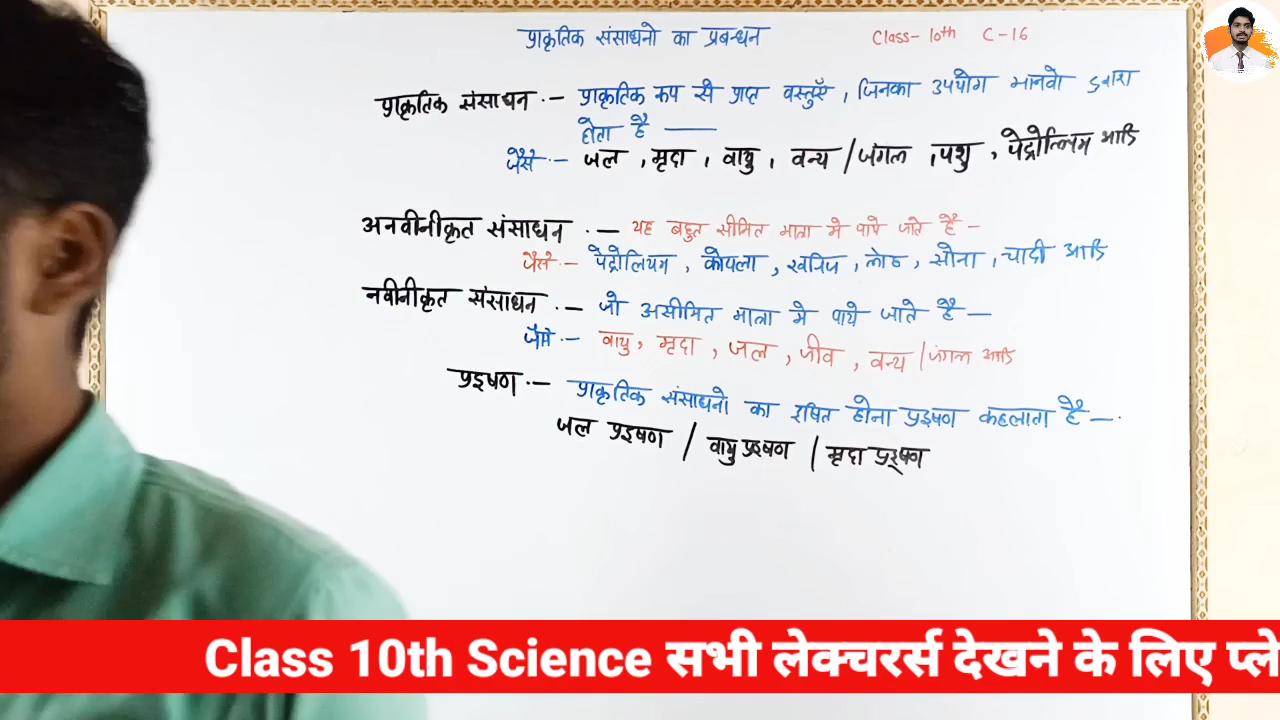 प्राकृतिक संसाधनो का प्रबन्धन Class- 10th C-16
प्राकृतिक संसाधन :- प्राकृतिक रूप से प्राप्त वस्तुएँ, जिनका उपयोग मानवो द्वारा
होता है —
जैसे :- जल, मृदा, वायु, वन्य/जंगल, पशु, पेट्रोलियम आदि
अनवीनीकृत संसाधन :- यह बहुत सीमित मात्रा मे पाये जाते है -
जैसे :- पेट्रोलियम, कोयला, खनिज, लोह, सोना, चादी आदि
नवीनीकृत संसाधन :- जो असीमित मात्रा मे पाये जाते है —
जैसे :- वायु, मृदा, जल, जीव, वन्य/जंगल आदि
प्रदूषण :- प्राकृतिक संसाधनो का दूषित होना प्रदूषण कहलाता है —
जल प्रदूषण / वायु प्रदूषण / मृदा प्रदूषण
Class 10th Science सभी लेक्चरर्स देखने के लिए प्ले